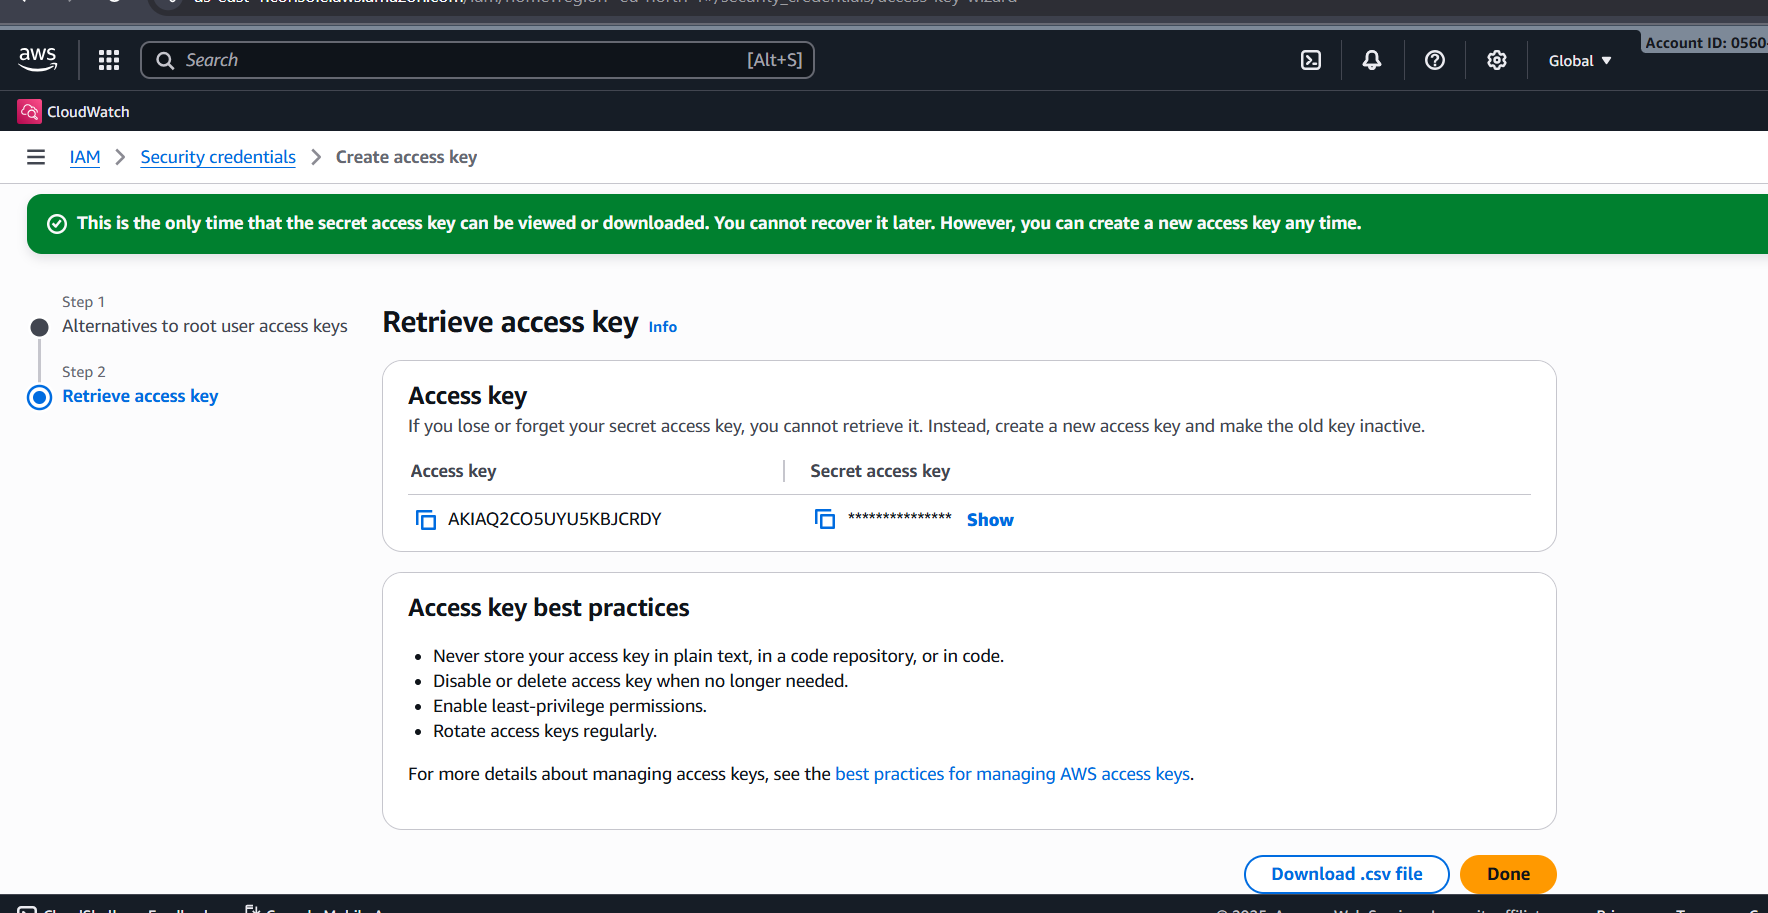 Account ID: 0560
aws
Search [Alt+S]
Global
CloudWatch
IAM > Security credentials > Create access key
This is the only time that the secret access key can be viewed or downloaded. You cannot recover it later. However, you can create a new access key any time.
Step 1
Alternatives to root user access keys
Step 2
Retrieve access key
Retrieve access key Info
Access key
If you lose or forget your secret access key, you cannot retrieve it. Instead, create a new access key and make the old key inactive.
Access key Secret access key
AKIAQ2CO5UYU5KBJCRDY *************** Show
Access key best practices
• Never store your access key in plain text, in a code repository, or in code.
• Disable or delete access key when no longer needed.
• Enable least-privilege permissions.
• Rotate access keys regularly.
For more details about managing access keys, see the best practices for managing AWS access keys.
Download .csv file Done